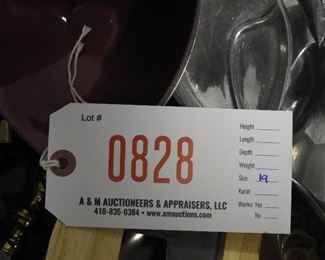 Lot #
0828
A & M AUCTIONEERS & APPRAISERS, LLC
410-835-0384 • www.amauctions.com
Height
Length
Depth
Weight
Size 19
Karat
Works: Yes
No